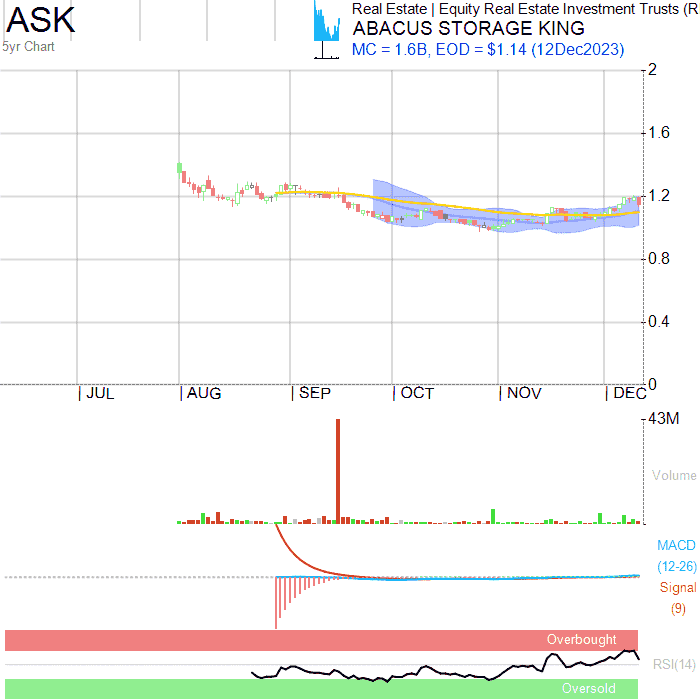 ASK
5yr Chart
Real Estate | Equity Real Estate Investment Trusts (R
ABACUS STORAGE KING
MC = 1.6B, EOD = $1.14 (12Dec2023)
2
1.6
1.2
0.8
0.4
0
| JUL
| AUG
| SEP
| OCT
| NOV
| DEC
43M
Volume
MACD
(12-26)
Signal
(9)
Overbought
RSI(14)
Oversold